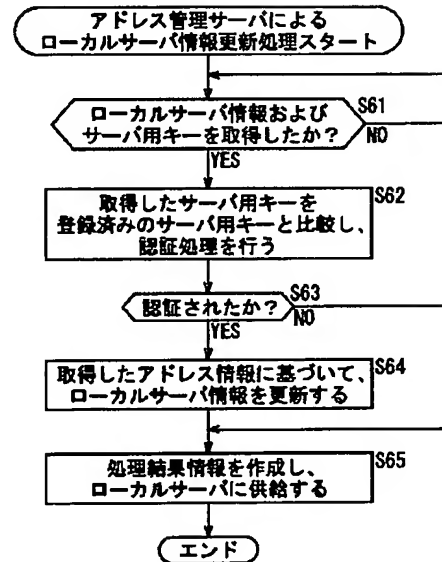 アドレス管理サーバによる
ローカルサーバ情報更新処理スタート
ローカルサーバ情報および
サーバ用キーを取得したか?
S61
NO
YES
取得したサーバ用キーを
登録済みのサーバ用キーと比較し、
認証処理を行う
S62
認証されたか?
S63
NO
YES
取得したアドレス情報に基づいて、
ローカルサーバ情報を更新する
S64
処理結果情報を作成し、
ローカルサーバに供給する
S65
エンド